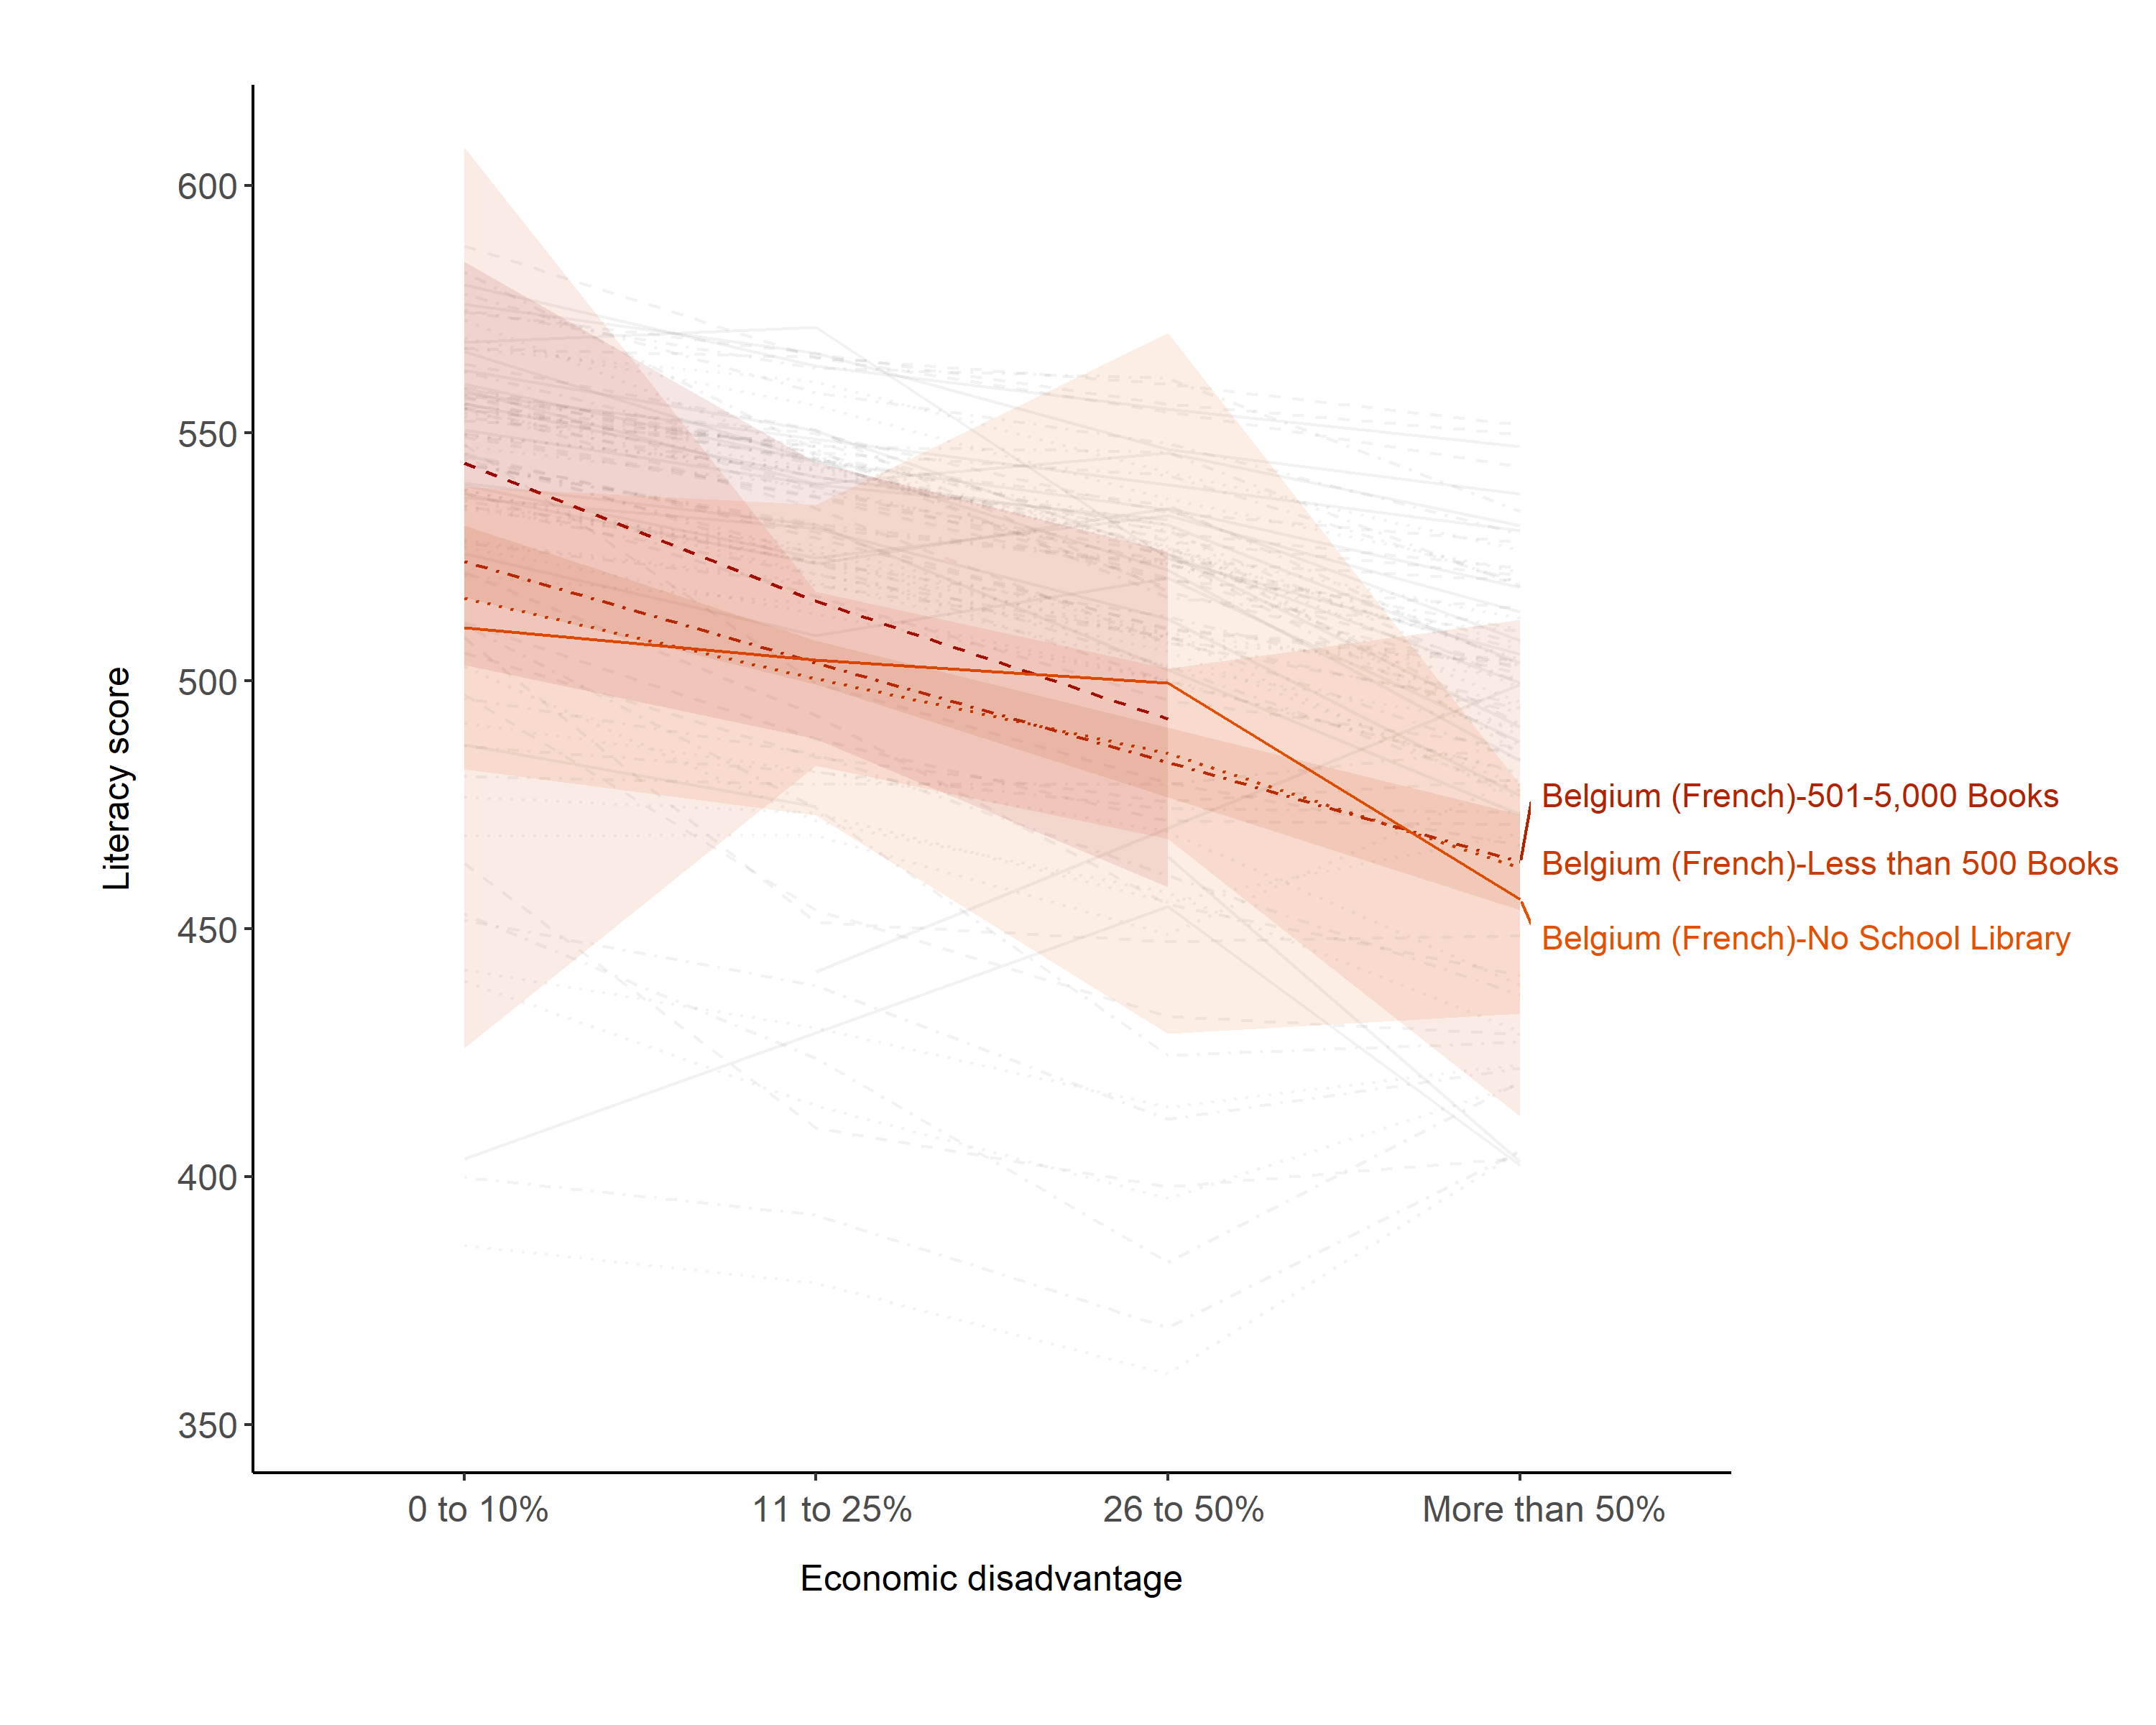 600
550
500
450
400
350
Literacy score
Belgium (French)-501-5,000 Books
Belgium (French)-Less than 500 Books
Belgium (French)-No School Library
0 to 10%
11 to 25%
26 to 50%
More than 50%
Economic disadvantage